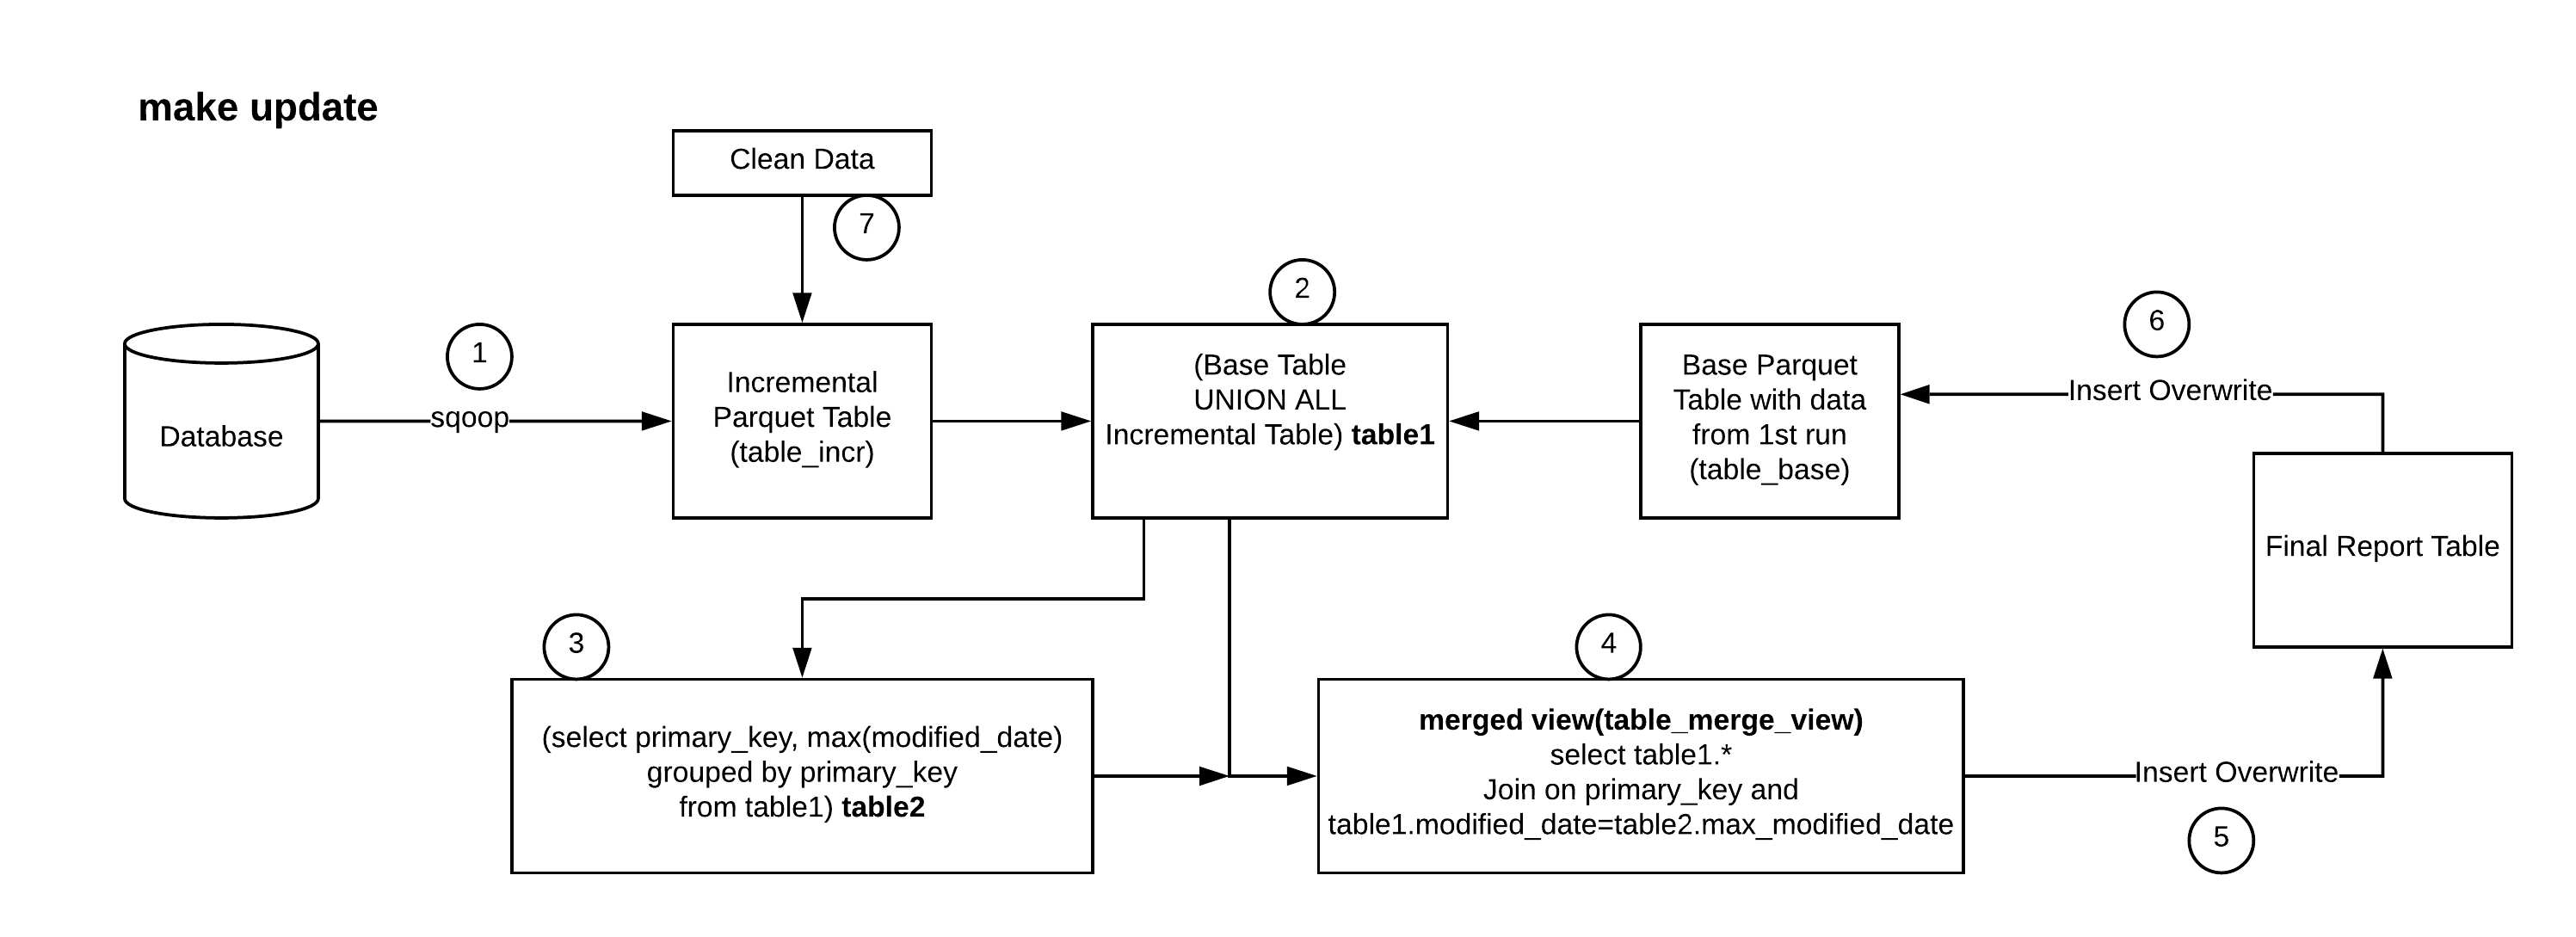 make update
Clean Data
7
2
6
1
sqoop
Database
Incremental
Parquet Table
(table_incr)
(Base Table
UNION ALL
Incremental Table) table1
Base Parquet
Table with data
from 1st run
(table_base)
Insert Overwrite
Final Report Table
3
(select primary_key, max(modified_date)
grouped by primary_key
from table1) table2
4
merged view(table_merge_view)
select table1.*
Join on primary_key and
table1.modified_date=table2.max_modified_date
Insert Overwrite
5